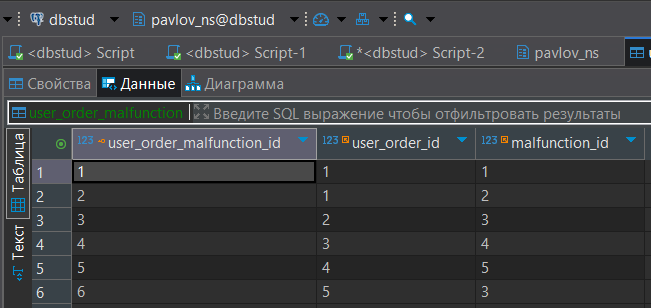 dbstud pavlov_ns@dbstud
<dbstud> Script <dbstud> Script-1 *<dbstud> Script-2 pavlov_ns
Свойства Данные Диаграмма
user_order_malfunction Введите SQL выражение чтобы отфильтровать результаты
Таблица
Текст
123 user_order_malfunction_id 123 user_order_id 123 malfunction_id
1 1 1 1
2 2 1 2
3 3 2 3
4 4 3 4
5 5 4 5
6 6 5 3